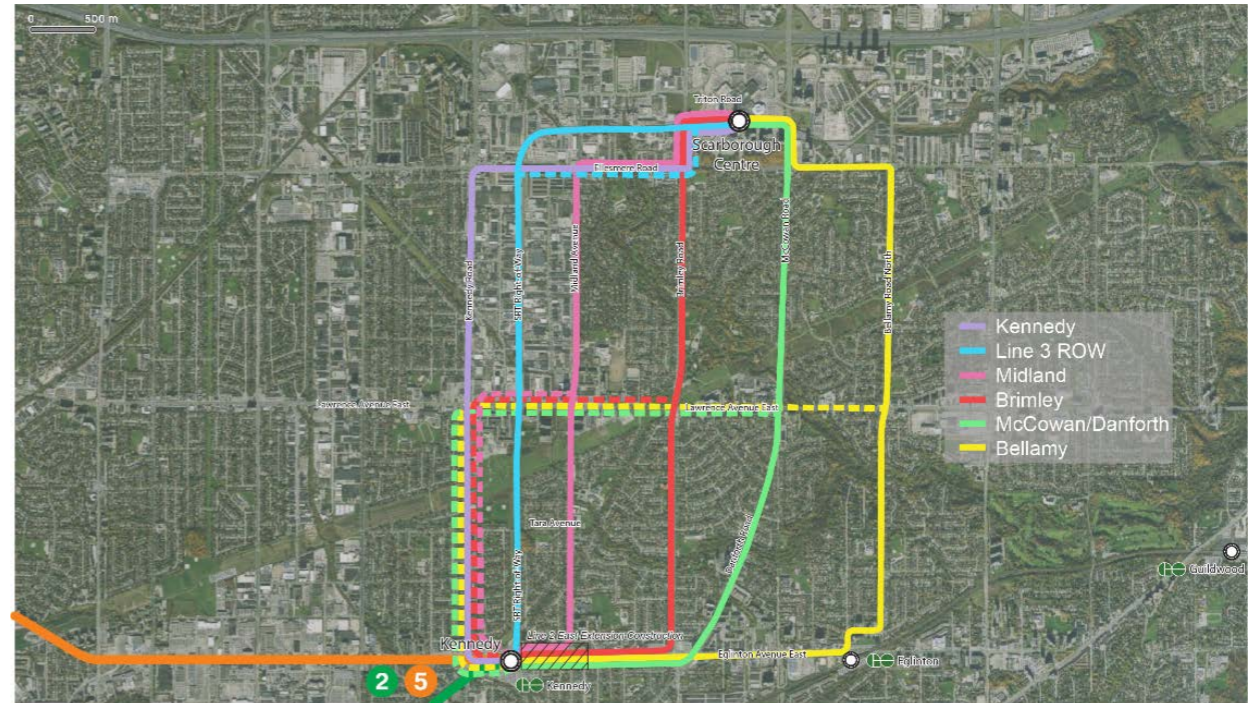 0 500 m
Triton Road
Scarborough
Centre
Ellesmere Road
Kennedy Road
SRT Right-of-Way
Midland Avenue
Brimley Road
McCowan Road
Bellamy Road North
Kennedy
Line 3 ROW
Midland
Brimley
McCowan/Danforth
Bellamy
Lawrence Avenue East
Lawrence Avenue East
Tara Avenue
Danforth Road
SRT Right-of-Way
Guildwood
Kennedy
Line 2 East Extension Construction
Eglinton Avenue East
Eglinton
2 5
Kennedy